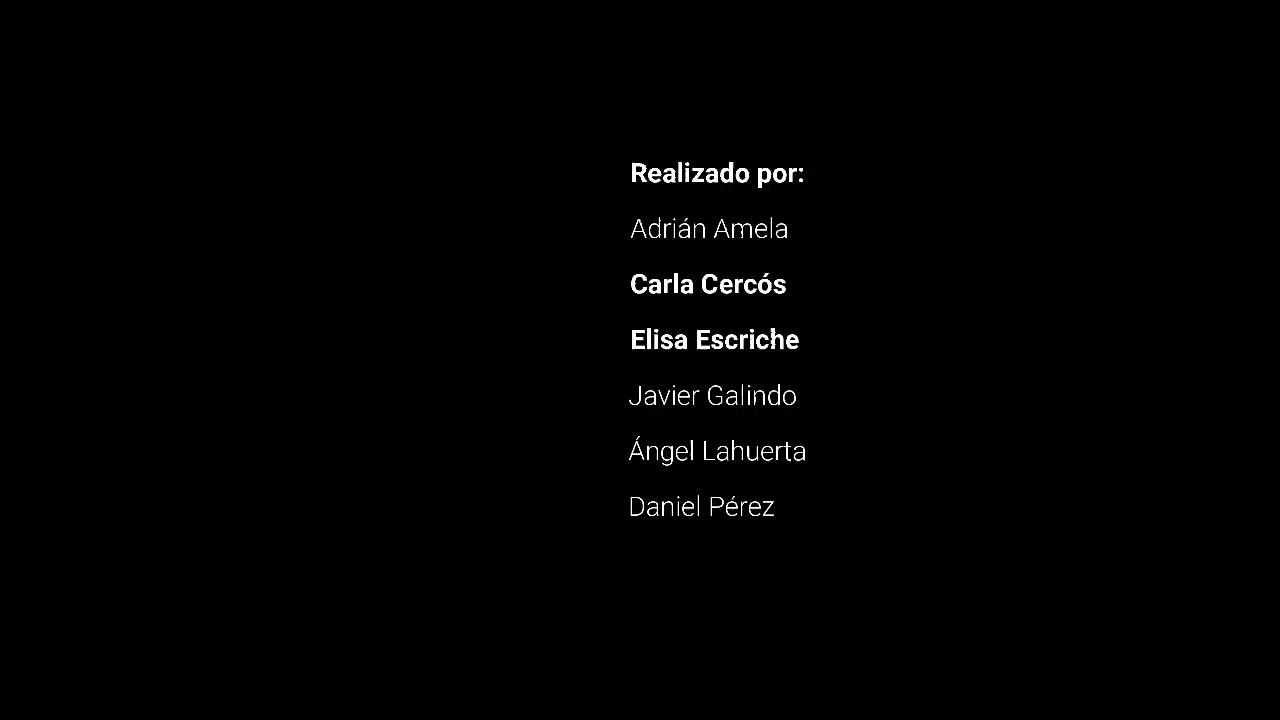 Realizado por:
Adrián Amela
Carla Cercós
Elisa Escriche
Javier Galindo
Ángel Lahuerta
Daniel Pérez